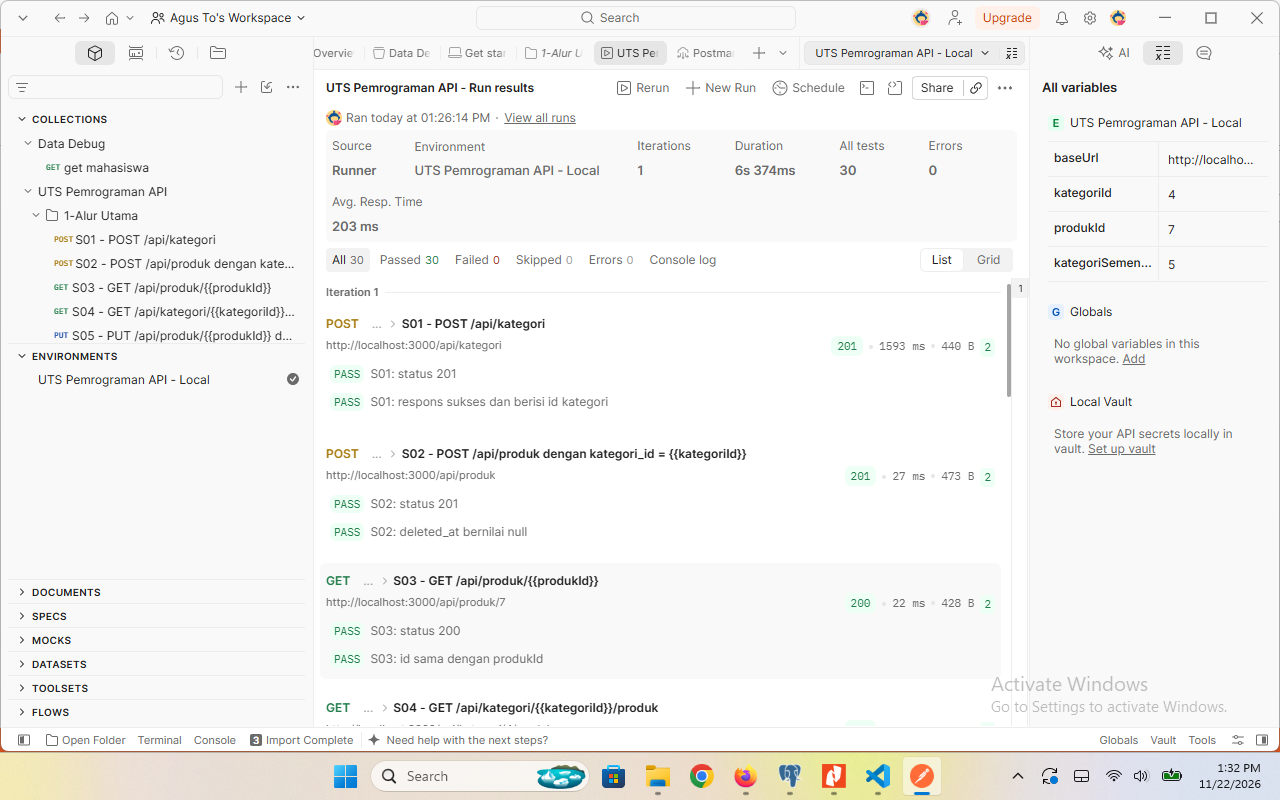 Agus To's Workspace
Search
Upgrade
Overvie
Data De
Get star
1-Alur U
UTS Pe
Postma
UTS Pemrograman API - Local
AI
COLLECTIONS
Data Debug
GET get mahasiswa
UTS Pemrograman API
1-Alur Utama
POST S01 - POST /api/kategori
POST S02 - POST /api/produk dengan kate...
GET S03 - GET /api/produk/{{produkId}}
GET S04 - GET /api/kategori/{{kategoriId}}...
PUT S05 - PUT /api/produk/{{produkId}} d...
ENVIRONMENTS
UTS Pemrograman API - Local
DOCUMENTS
SPECS
MOCKS
DATASETS
TOOLSETS
FLOWS
UTS Pemrograman API - Run results
Rerun
New Run
Schedule
Share
Ran today at 01:26:14 PM · View all runs
Source Environment Iterations Duration All tests Errors
Runner UTS Pemrograman API - Local 1 6s 374ms 30 0
Avg. Resp. Time
203 ms
All 30 Passed 30 Failed 0 Skipped 0 Errors 0 Console log List Grid
Iteration 1
1
POST ... > S01 - POST /api/kategori
http://localhost:3000/api/kategori 201 • 1593 ms • 440 B 2
PASS S01: status 201
PASS S01: respons sukses dan berisi id kategori
POST ... > S02 - POST /api/produk dengan kategori_id = {{kategoriId}}
http://localhost:3000/api/produk 201 • 27 ms • 473 B 2
PASS S02: status 201
PASS S02: deleted_at bernilai null
GET ... > S03 - GET /api/produk/{{produkId}}
http://localhost:3000/api/produk/7 200 • 22 ms • 428 B 2
PASS S03: status 200
PASS S03: id sama dengan produkId
GET ... > S04 - GET /api/kategori/{{kategoriId}}/produk
All variables
E UTS Pemrograman API - Local
baseUrl http://localho...
kategoriId 4
produkId 7
kategoriSemen... 5
G Globals
No global variables in this
workspace. Add
Local Vault
Store your API secrets locally in
vault. Set up vault
Activate Windows
Go to Settings to activate Windows.
Open Folder Terminal Console 3 Import Complete Need help with the next steps? Globals Vault Tools
Search
1:32 PM
11/22/2026